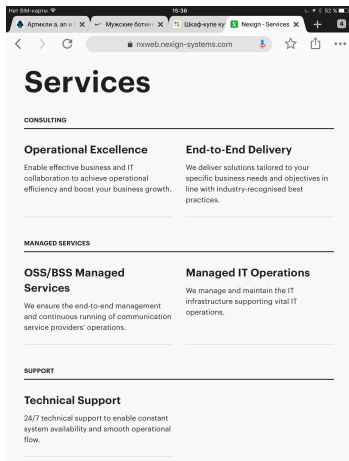 Нет SIM-карты 15:36 52 %
Артикли a, an и
Мужские ботин
Шкаф-купе ку
Nexign - Services
4
nxweb.nexign-systems.com
Services
CONSULTING
Operational Excellence
Enable effective business and IT
collaboration to achieve operational
efficiency and boost your business growth.
End-to-End Delivery
We deliver solutions tailored to your
specific business needs and objectives in
line with industry-recognised best
practices.
MANAGED SERVICES
OSS/BSS Managed
Services
We ensure the end-to-end management
and continuous running of communication
service providers' operations.
Managed IT Operations
We manage and maintain the IT
infrastructure supporting vital IT
operations.
SUPPORT
Technical Support
24/7 technical support to enable constant
system availability and smooth operational
flow.